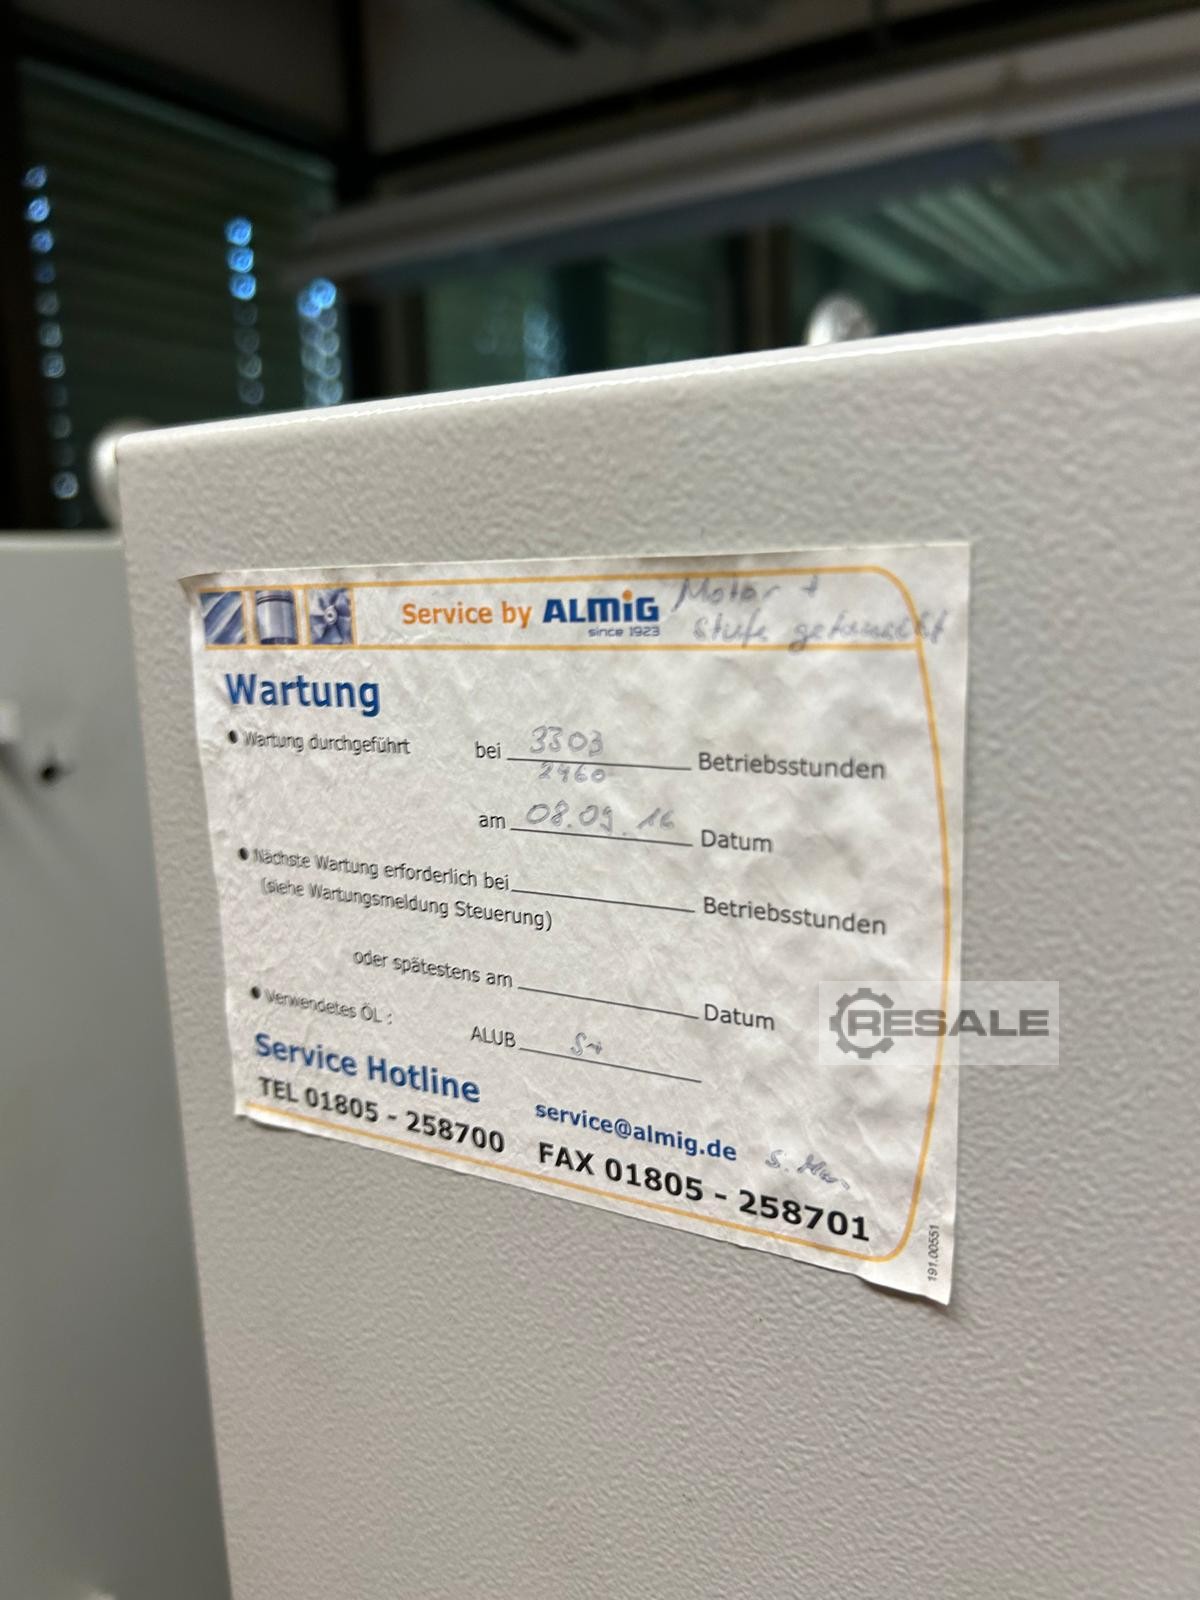 Service by ALMiG
since 1923
Motor +
Stufe getauscht
Wartung
Wartung durchgeführt bei 3303 Betriebsstunden
2460
am 08.09.16 Datum
Nächste Wartung erforderlich bei Betriebsstunden
(siehe Wartungsmeldung Steuerung)
oder spätestens am Datum
Verwendetes ÖL : ALUB
Service Hotline service@almig.de
TEL 01805 - 258700 FAX 01805 - 258701
191.00551
RESALE